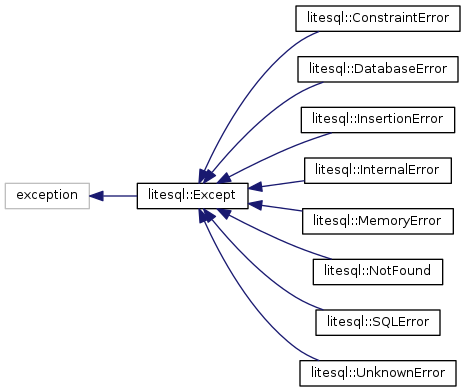 exception
litesql::Except
litesql::ConstraintError
litesql::DatabaseError
litesql::InsertionError
litesql::InternalError
litesql::MemoryError
litesql::NotFound
litesql::SQLError
litesql::UnknownError